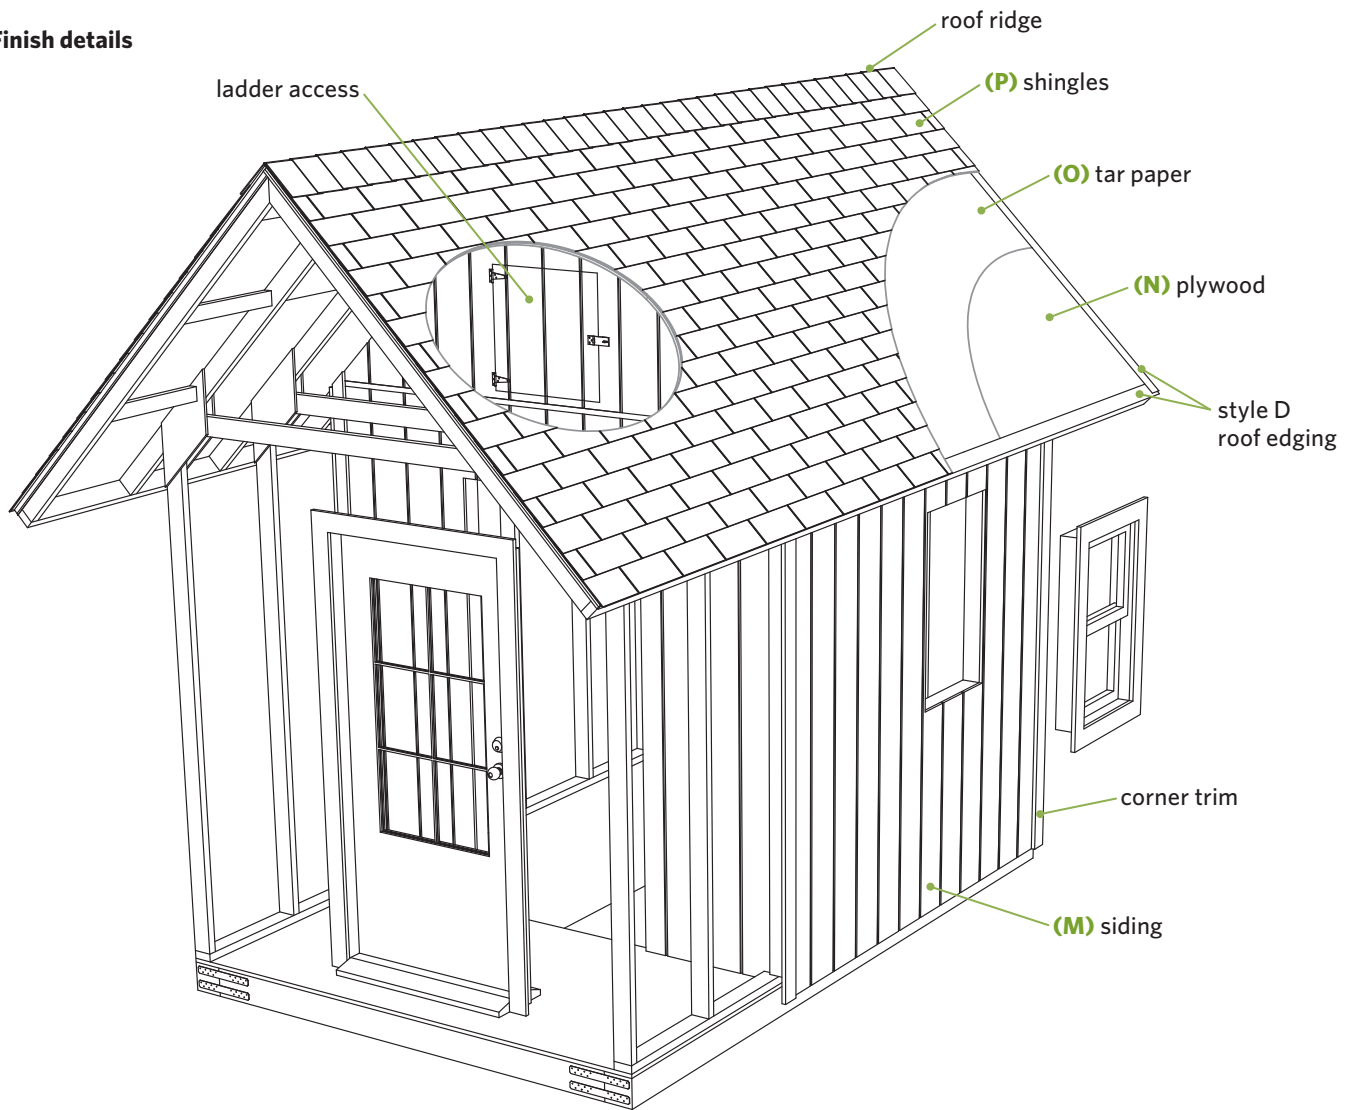 Finish details
roof ridge
ladder access
(P) shingles
(O) tar paper
(N) plywood
style D
roof edging
corner trim
(M) siding